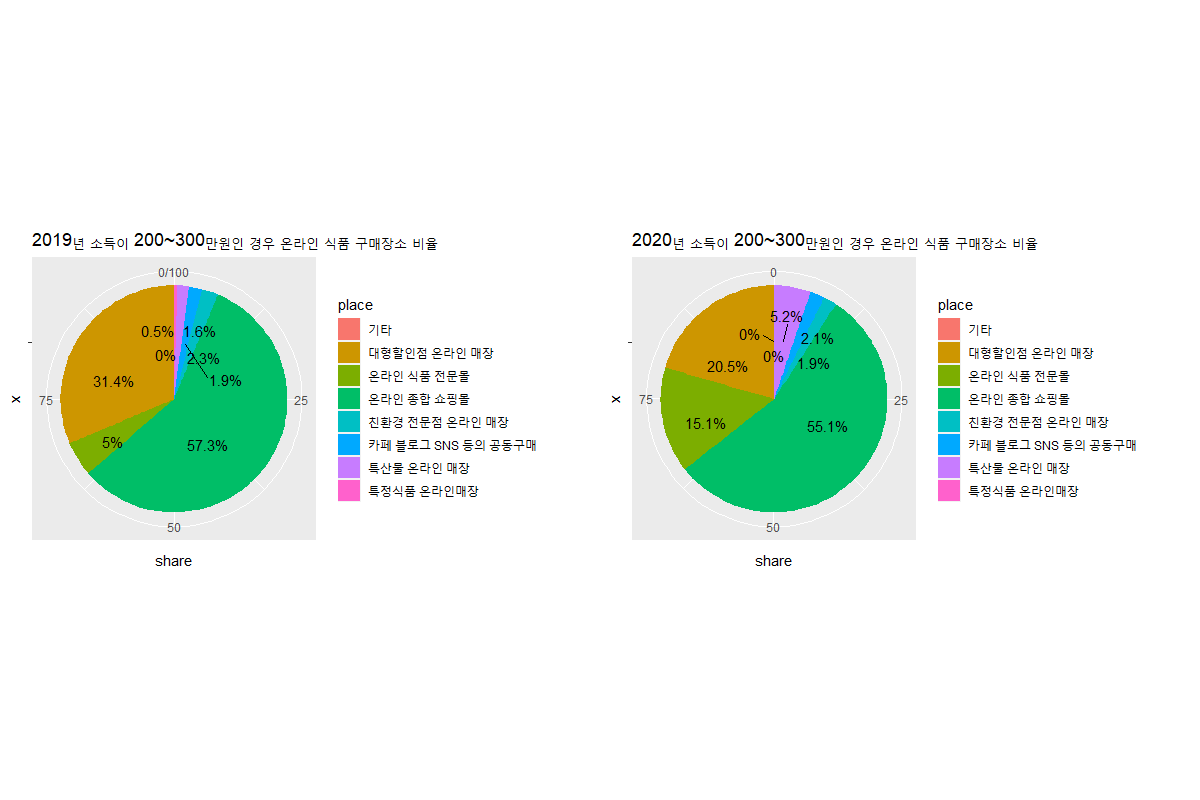 2019년 소득이 200~300만원인 경우 온라인 식품 구매장소 비율
0/100
25
50
75
x
share
0.5%
1.6%
0%
2.3%
1.9%
31.4%
5%
57.3%
place
기타
대형할인점 온라인 매장
온라인 식품 전문몰
온라인 종합 쇼핑몰
친환경 전문점 온라인 매장
카페 블로그 SNS 등의 공동구매
특산물 온라인 매장
특정식품 온라인매장
2020년 소득이 200~300만원인 경우 온라인 식품 구매장소 비율
0
25
50
75
x
share
5.2%
0%
2.1%
0%
1.9%
20.5%
15.1%
55.1%
place
기타
대형할인점 온라인 매장
온라인 식품 전문몰
온라인 종합 쇼핑몰
친환경 전문점 온라인 매장
카페 블로그 SNS 등의 공동구매
특산물 온라인 매장
특정식품 온라인매장